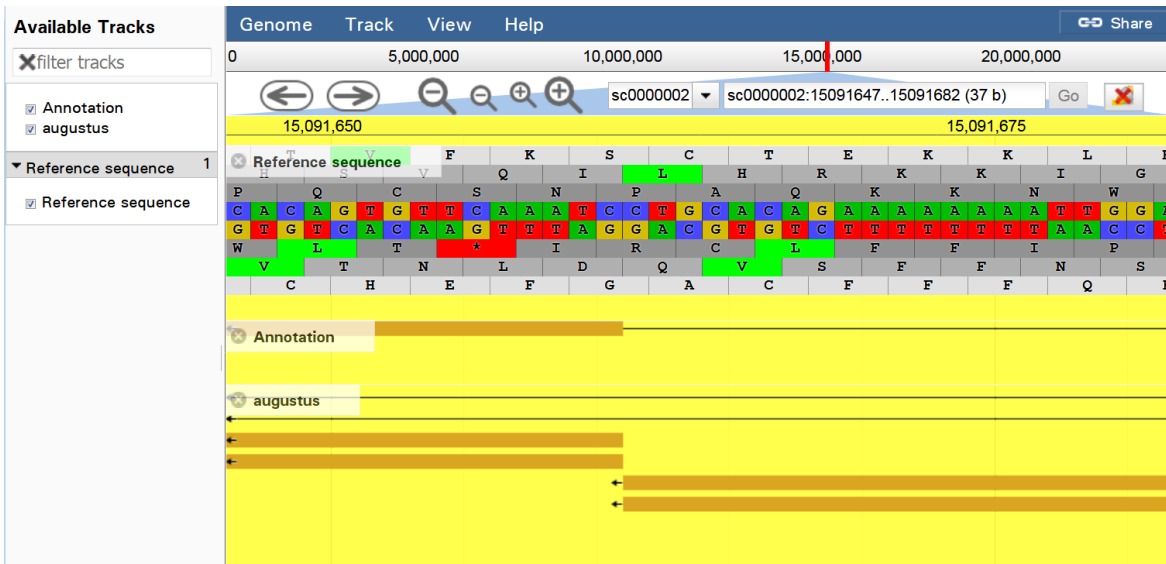 Available Tracks
filter tracks
Annotation
augustus
Reference sequence 1
Reference sequence
Genome Track View Help Share
0 5,000,000 10,000,000 15,000,000 20,000,000
sc0000002 sc0000002:15091647..15091682 (37 b) Go
15,091,650 15,091,675
Reference sequence
T V F K S C T E K K L
H S V Q I L H R K K I G
P Q C S N P A Q K K N W
C A C A G T G T T C A A A T C C T G C A C A G A A A A A A A A T T G G A
G T G T C A C A A G T T T A G G A C G T G T C T T T T T T T T A A C C T
W L T * I R C L F F I P
V T N L D Q V S F F N S
C H E F G A C F F F Q
Annotation
augustus